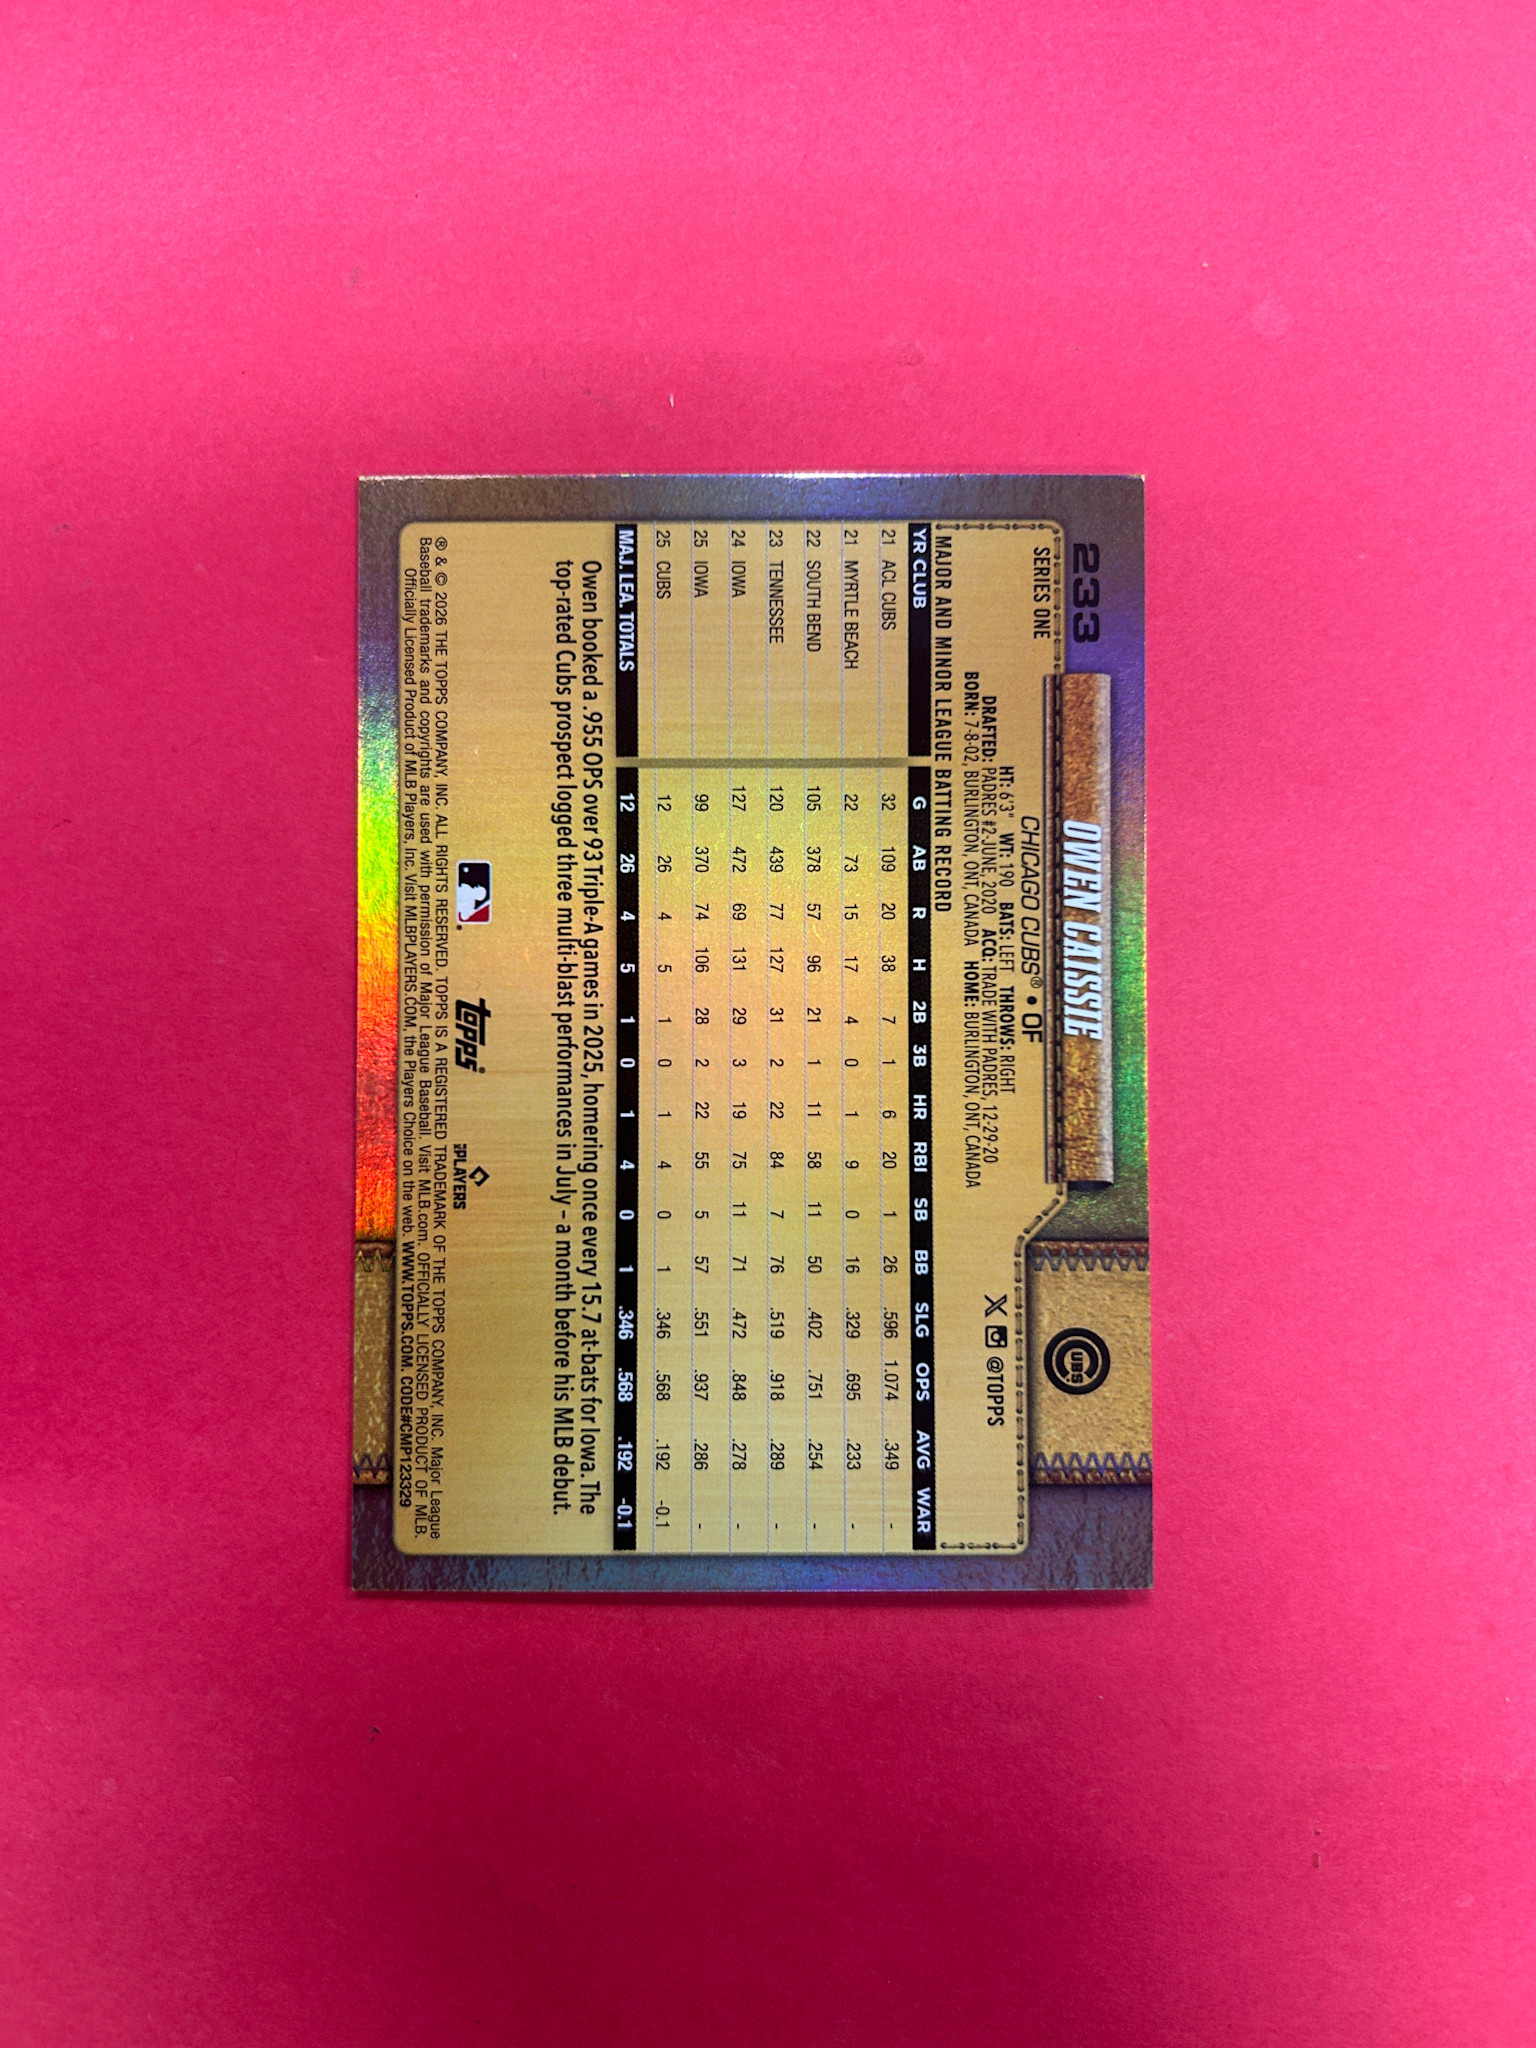 233
SERIES ONE
OWEN CAISSIE
CHICAGO CUBS® • OF
HT: 6'3" WT: 190 BATS: LEFT THROWS: RIGHT
DRAFTED: PADRES #2-JUNE, 2020 ACQ: TRADE WITH PADRES, 12-29-20
BORN: 7-8-02, BURLINGTON, ONT, CANADA HOME: BURLINGTON, ONT, CANADA
CUBS
@TOPPS
MAJOR AND MINOR LEAGUE BATTING RECORD
YR CLUB G AB R H 2B 3B HR RBI SB BB SLG OPS AVG WAR
21 ACL CUBS 32 109 20 38 7 1 6 20 1 26 .596 1.074 .349 -
21 MYRTLE BEACH 22 73 15 17 4 0 1 9 0 16 .329 .695 .233 -
22 SOUTH BEND 105 378 57 96 21 1 11 58 11 50 .402 .751 .254 -
23 TENNESSEE 120 439 77 127 31 2 22 84 7 76 .519 .918 .289 -
24 IOWA 127 472 69 131 29 3 19 75 11 71 .472 .848 .278 -
25 IOWA 99 370 74 106 28 2 22 55 5 57 .551 .937 .286 -
25 CUBS 12 26 4 5 1 0 1 4 0 1 .346 .568 .192 -0.1
MAJ. LEA. TOTALS 12 26 4 5 1 0 1 4 0 1 .346 .568 .192 -0.1
Owen booked a .955 OPS over 93 Triple-A games in 2025, homering once every 15.7 at-bats for Iowa. The
top-rated Cubs prospect logged three multi-blast performances in July – a month before his MLB debut.
topps®
MLB PLAYERS
® & © 2026 THE TOPPS COMPANY, INC. ALL RIGHTS RESERVED. TOPPS IS A REGISTERED TRADEMARK OF THE TOPPS COMPANY, INC. Major League
Baseball trademarks and copyrights are used with permission of Major League Baseball. Visit MLB.com. OFFICIALLY LICENSED PRODUCT OF MLB
Officially Licensed Product of MLB Players, Inc. Visit MLBPLAYERS.COM, the Players Choice on the web. WWW.TOPPS.COM. CODE#CMP123329